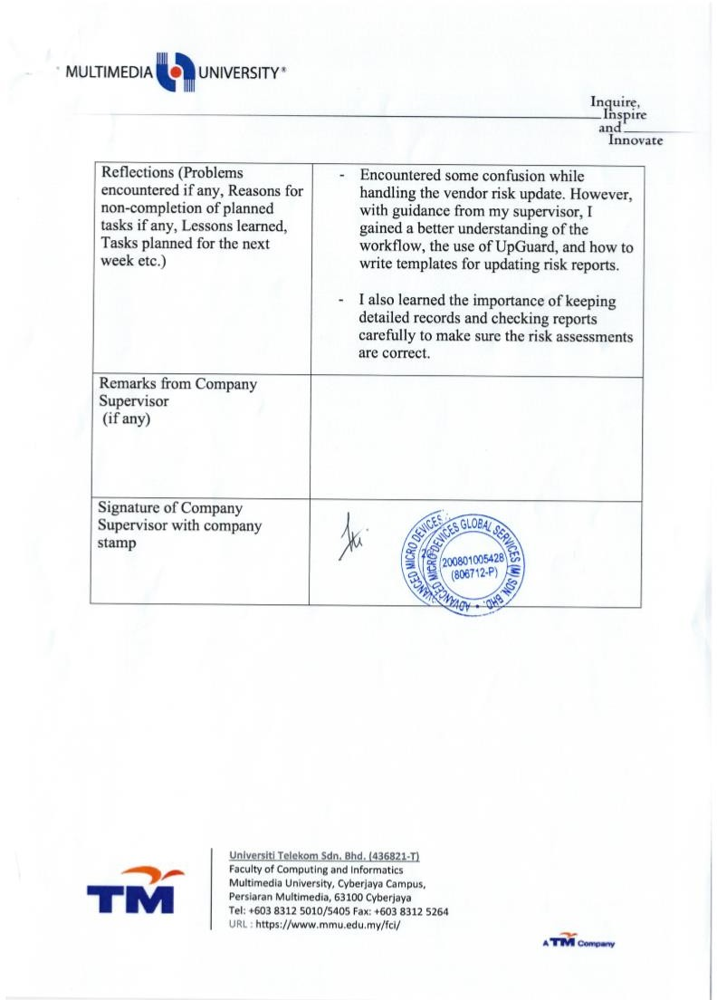 MULTIMEDIA UNIVERSITY®
Inquire,
Inspire
and
Innovate
Reflections (Problems
encountered if any, Reasons for
non-completion of planned
tasks if any, Lessons learned,
Tasks planned for the next
week etc.)
- Encountered some confusion while
handling the vendor risk update. However,
with guidance from my supervisor, I
gained a better understanding of the
workflow, the use of UpGuard, and how to
write templates for updating risk reports.
- I also learned the importance of keeping
detailed records and checking reports
carefully to make sure the risk assessments
are correct.
Remarks from Company
Supervisor
(if any)
Signature of Company
Supervisor with company
stamp
ADVANCED MICRO DEVICES GLOBAL SERVICES (M) SDN. BHD.
200801005428
(806712-P)
TM
Universiti Telekom Sdn. Bhd. (436821-T)
Faculty of Computing and Informatics
Multimedia University, Cyberjaya Campus,
Persiaran Multimedia, 63100 Cyberjaya
Tel: +603 8312 5010/5405 Fax: +603 8312 5264
URL : https://www.mmu.edu.my/fci/
A TM Company